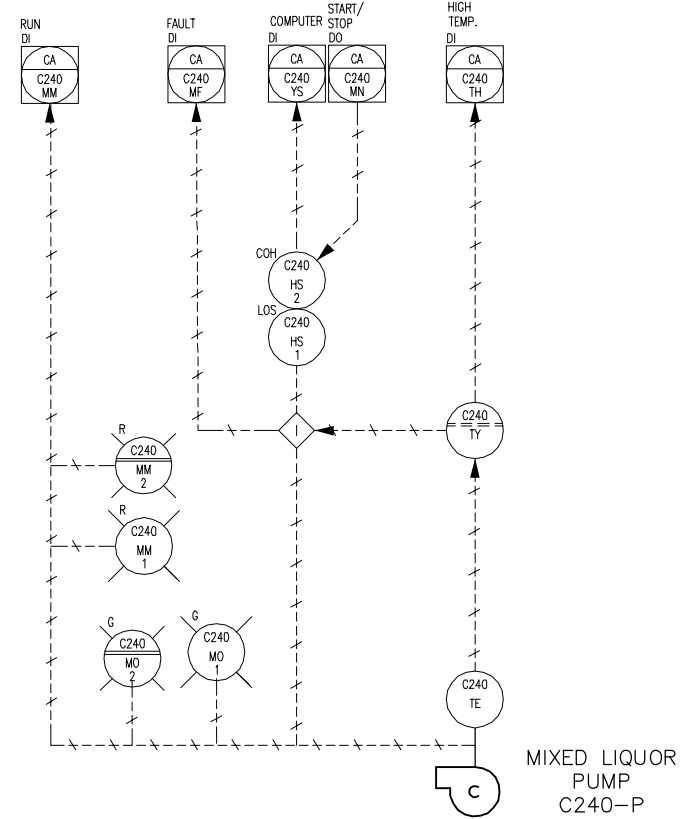 RUN
DI
FAULT
DI
COMPUTER
DI
START/
STOP
DO
HIGH
TEMP.
DI
CA
C240
MM
CA
C240
MF
CA
C240
YS
CA
C240
MN
CA
C240
TH
COH
C240
HS
2
LOS
C240
HS
1
I
C240
TY
R
C240
MM
2
R
C240
MM
1
G
C240
MO
2
G
C240
MO
1
C240
TE
C
MIXED LIQUOR
PUMP
C240-P